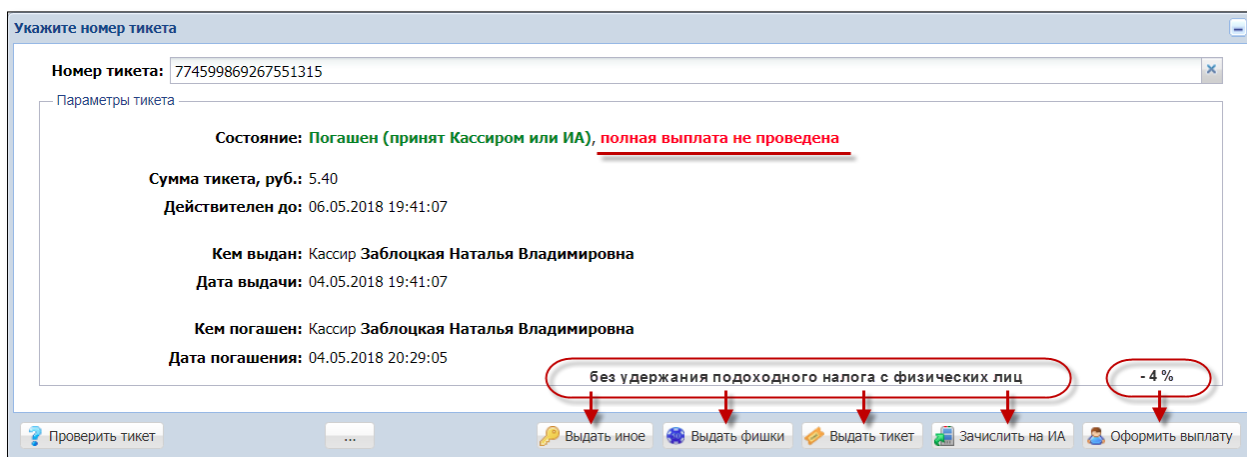 Укажите номер тикета
Номер тикета: 774599869267551315
Параметры тикета
Состояние: Погашен (принят Кассиром или ИА), полная выплата не проведена
Сумма тикета, руб.: 5.40
Действителен до: 06.05.2018 19:41:07
Кем выдан: Кассир Заблоцкая Наталья Владимировна
Дата выдачи: 04.05.2018 19:41:07
Кем погашен: Кассир Заблоцкая Наталья Владимировна
Дата погашения: 04.05.2018 20:29:05
без удержания подоходного налога с физических лиц - 4 %
Проверить тикет ... Выдать иное Выдать фишки Выдать тикет Зачислить на ИА Оформить выплату